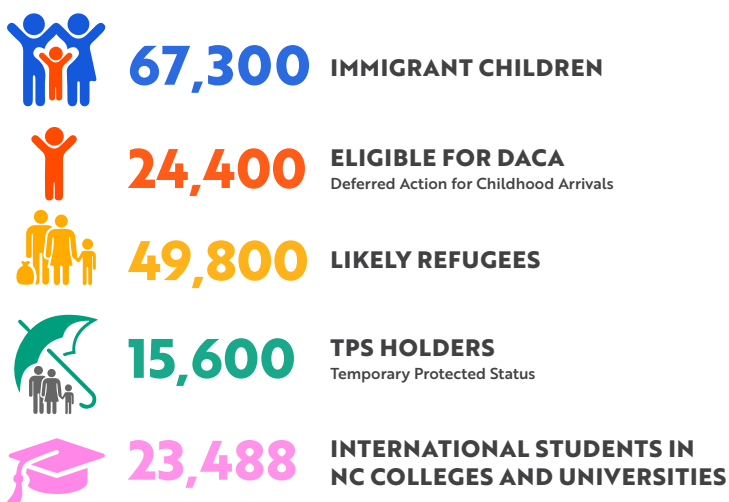 67,300 IMMIGRANT CHILDREN
24,400 ELIGIBLE FOR DACA
Deferred Action for Childhood Arrivals
49,800 LIKELY REFUGEES
15,600 TPS HOLDERS
Temporary Protected Status
23,488 INTERNATIONAL STUDENTS IN
NC COLLEGES AND UNIVERSITIES